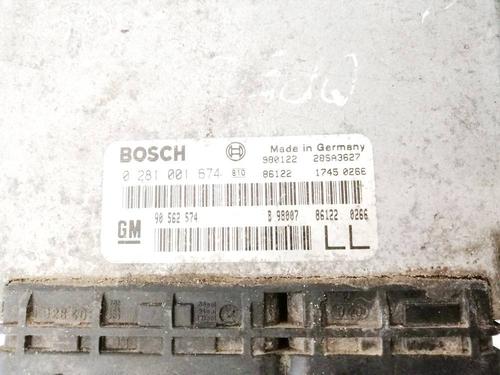 BOSCH Made in Germany
980122 28SA3627
0 281 001 674 BTD 86122 1745 0266
GM 90 562 574 B 98007 86122 0266
LL